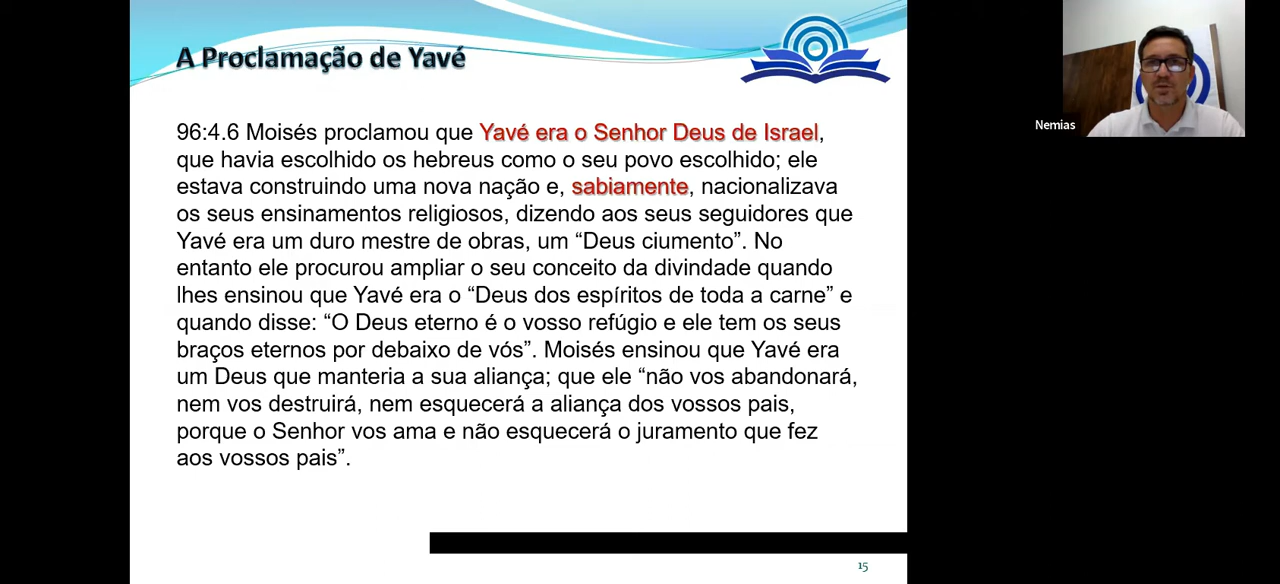 A Proclamação de Yavé
Nemias
96:4.6 Moisés proclamou que Yavé era o Senhor Deus de Israel,
que havia escolhido os hebreus como o seu povo escolhido; ele
estava construindo uma nova nação e, sabiamente, nacionalizava
os seus ensinamentos religiosos, dizendo aos seus seguidores que
Yavé era um duro mestre de obras, um “Deus ciumento”. No
entanto ele procurou ampliar o seu conceito da divindade quando
lhes ensinou que Yavé era o “Deus dos espíritos de toda a carne” e
quando disse: “O Deus eterno é o vosso refúgio e ele tem os seus
braços eternos por debaixo de vós”. Moisés ensinou que Yavé era
um Deus que manteria a sua aliança; que ele “não vos abandonará,
nem vos destruirá, nem esquecerá a aliança dos vossos pais,
porque o Senhor vos ama e não esquecerá o juramento que fez
aos vossos pais”.
15